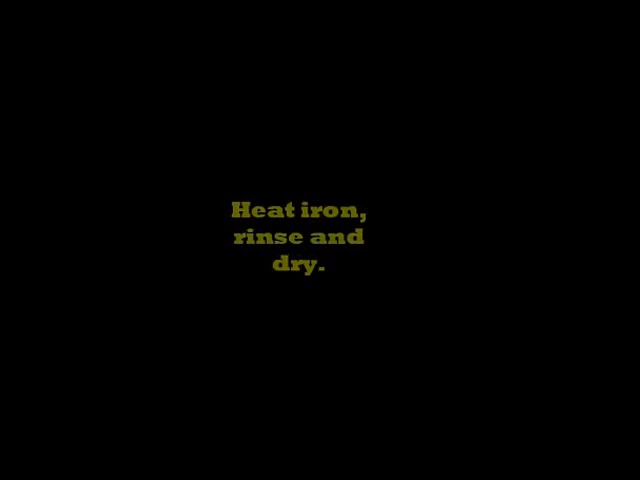 Heat iron,
rinse and
dry.